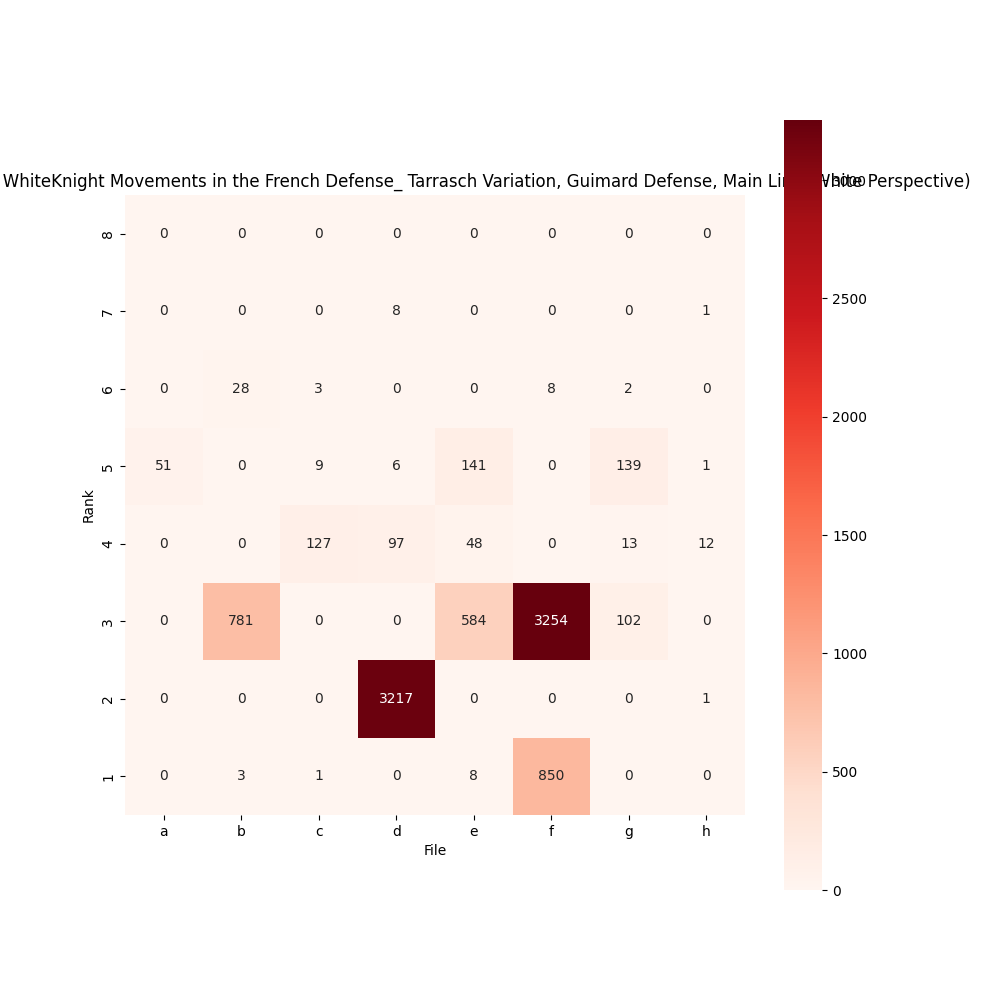 WhiteKnight Movements in the French Defense_ Tarrasch Variation, Guimard Defense, Main Perspective)
3000
8 0 0 0 0 0 0 0 0
7 0 0 0 8 0 0 0 1
2500
6 0 28 3 0 0 8 2 0
2000
5 51 0 9 6 141 0 139 1
Rank
4 0 0 127 97 48 0 13 12
1500
3 0 781 0 0 584 3254 102 0
1000
2 0 0 0 3217 0 0 0 1
500
1 0 3 1 0 8 850 0 0
a b c d e f g h
File
0